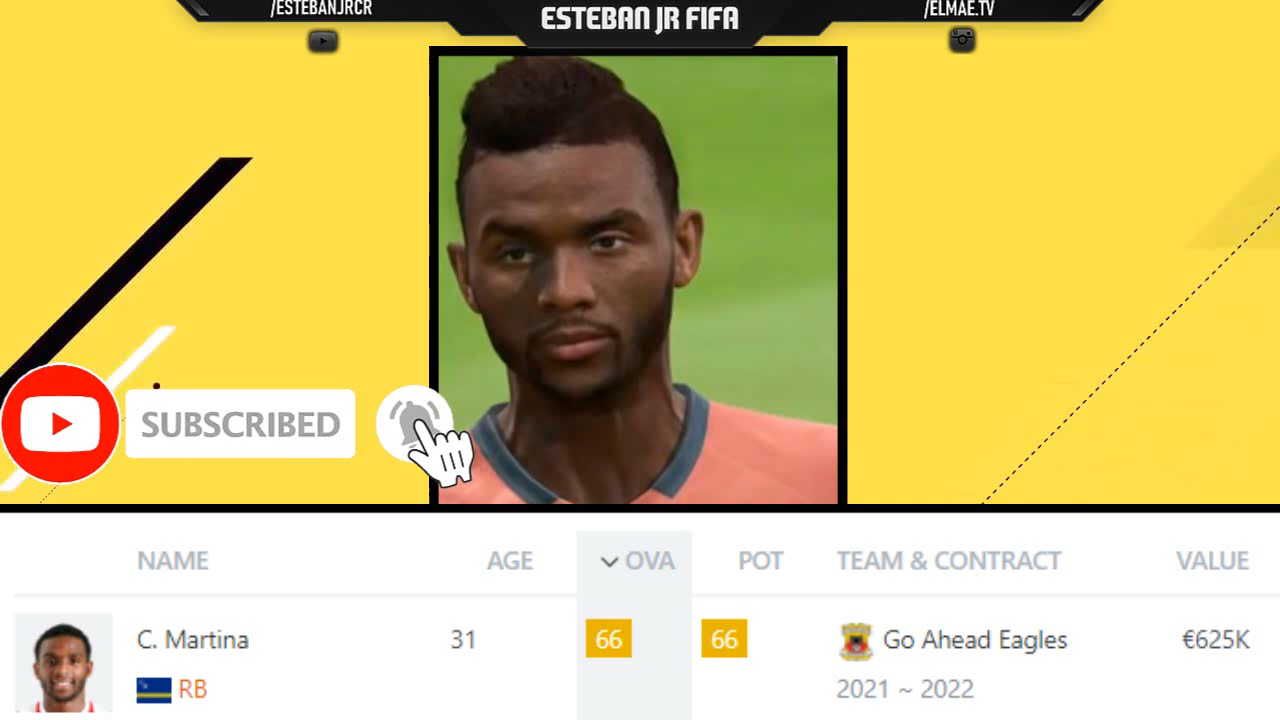 /ESTEBANJRCR
ESTEBAN JR FIFA
/ELMAE.TV
SUBSCRIBED
NAME AGE OVA POT TEAM & CONTRACT VALUE
C. Martina 31 66 66 Go Ahead Eagles €625K
RB 2021 ~ 2022